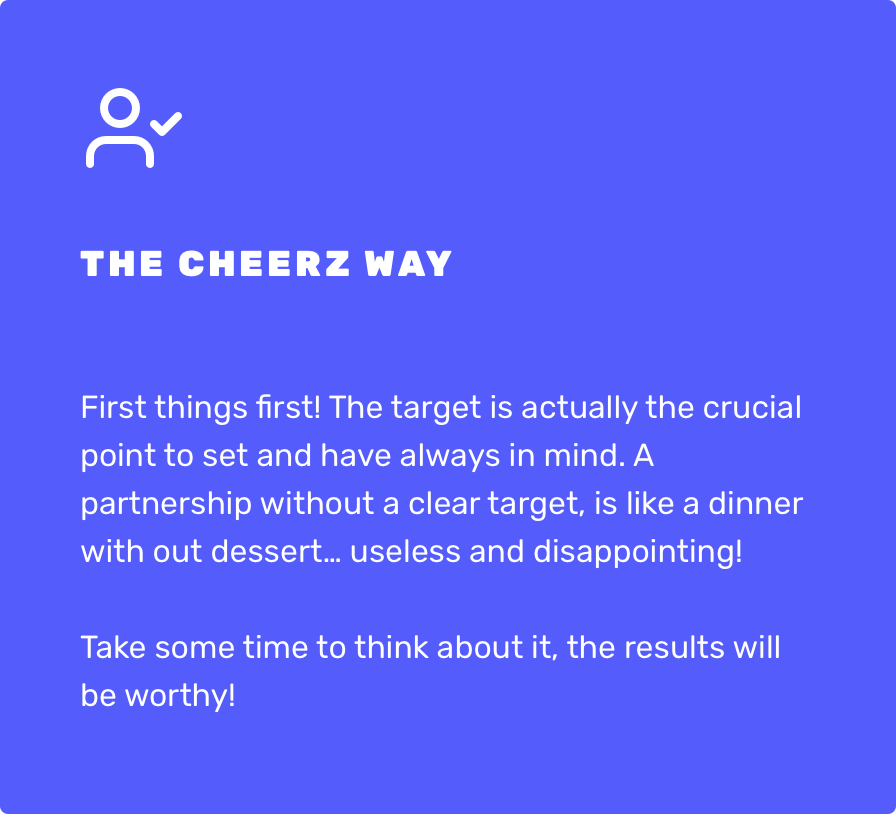 THE CHEERZ WAY
First things first! The target is actually the crucial
point to set and have always in mind. A
partnership without a clear target, is like a dinner
with out dessert… useless and disappointing!
Take some time to think about it, the results will
be worthy!